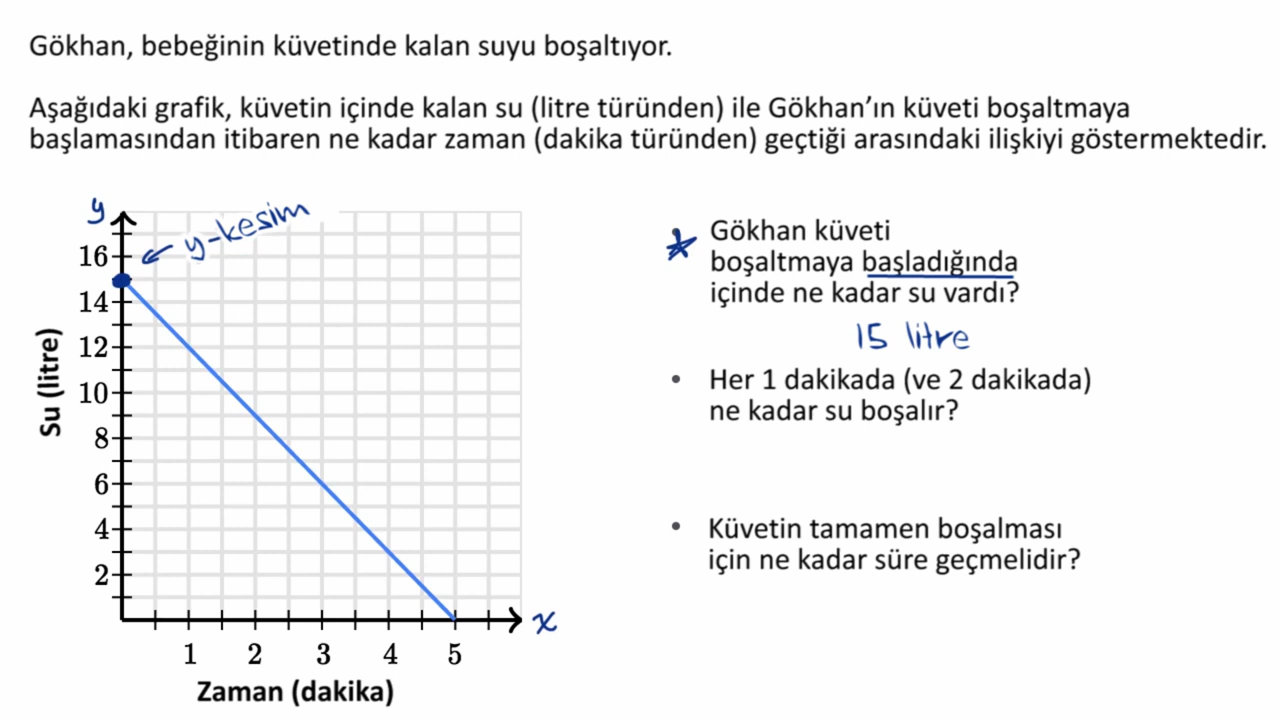 Gökhan, bebeğinin küvetinde kalan suyu boşaltıyor.
Aşağıdaki grafik, küvetin içinde kalan su (litre türünden) ile Gökhan'ın küveti boşaltmaya
başlamasından itibaren ne kadar zaman (dakika türünden) geçtiği arasındaki ilişkiyi göstermektedir.
y
y-kesim
16
14
12
10
8
6
4
2
Su (litre)
1 2 3 4 5
x
Zaman (dakika)
Gökhan küveti
boşaltmaya başladığında
içinde ne kadar su vardı?
15 litre
• Her 1 dakikada (ve 2 dakikada)
ne kadar su boşalır?
• Küvetin tamamen boşalması
için ne kadar süre geçmelidir?